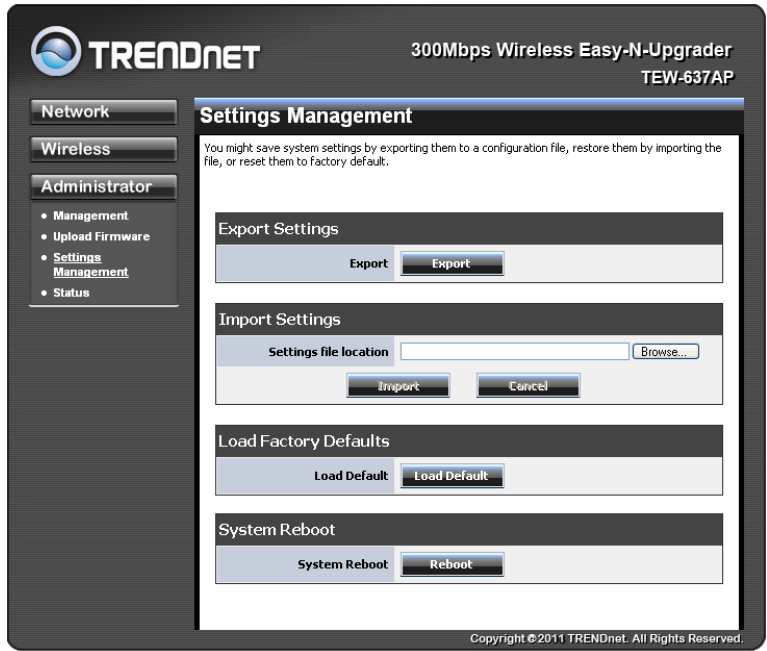 TRENDNET
300Mbps Wireless Easy-N-Upgrader
TEW-637AP
Network
Wireless
Administrator
• Management
• Upload Firmware
• Settings
Management
• Status
Settings Management
You might save system settings by exporting them to a configuration file, restore them by importing the
file, or reset them to factory default.
Export Settings
Export Export
Import Settings
Settings file location Browse...
Import Cancel
Load Factory Defaults
Load Default Load Default
System Reboot
System Reboot Reboot
Copyright©2011 TRENDnet. All Rights Reserved.